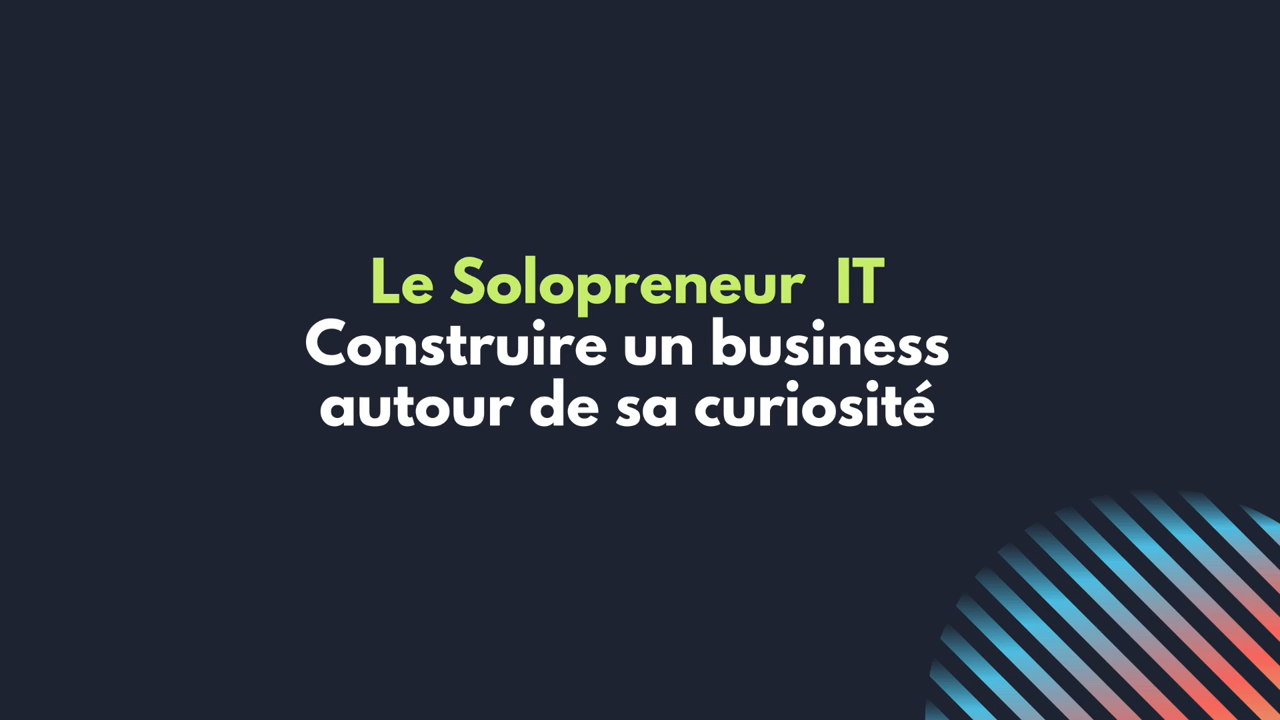 Le Solopreneur  IT
Construire un business
autour de sa curiosité